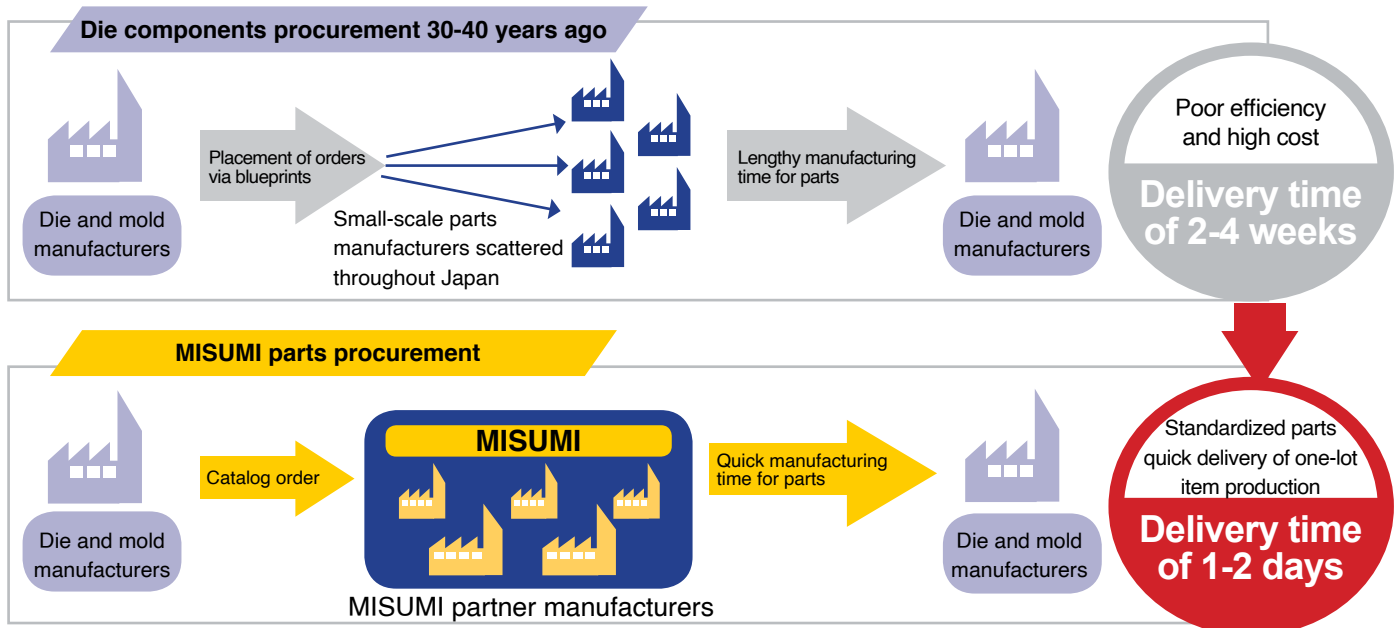 Die components procurement 30-40 years ago
Die and mold
manufacturers
Placement of orders
via blueprints
Small-scale parts
manufacturers scattered
throughout Japan
Lengthy manufacturing
time for parts
Die and mold
manufacturers
Poor efficiency
and high cost
Delivery time
of 2-4 weeks
MISUMI parts procurement
Die and mold
manufacturers
Catalog order
MISUMI
MISUMI partner manufacturers
Quick manufacturing
time for parts
Die and mold
manufacturers
Standardized parts
quick delivery of one-lot
item production
Delivery time
of 1-2 days